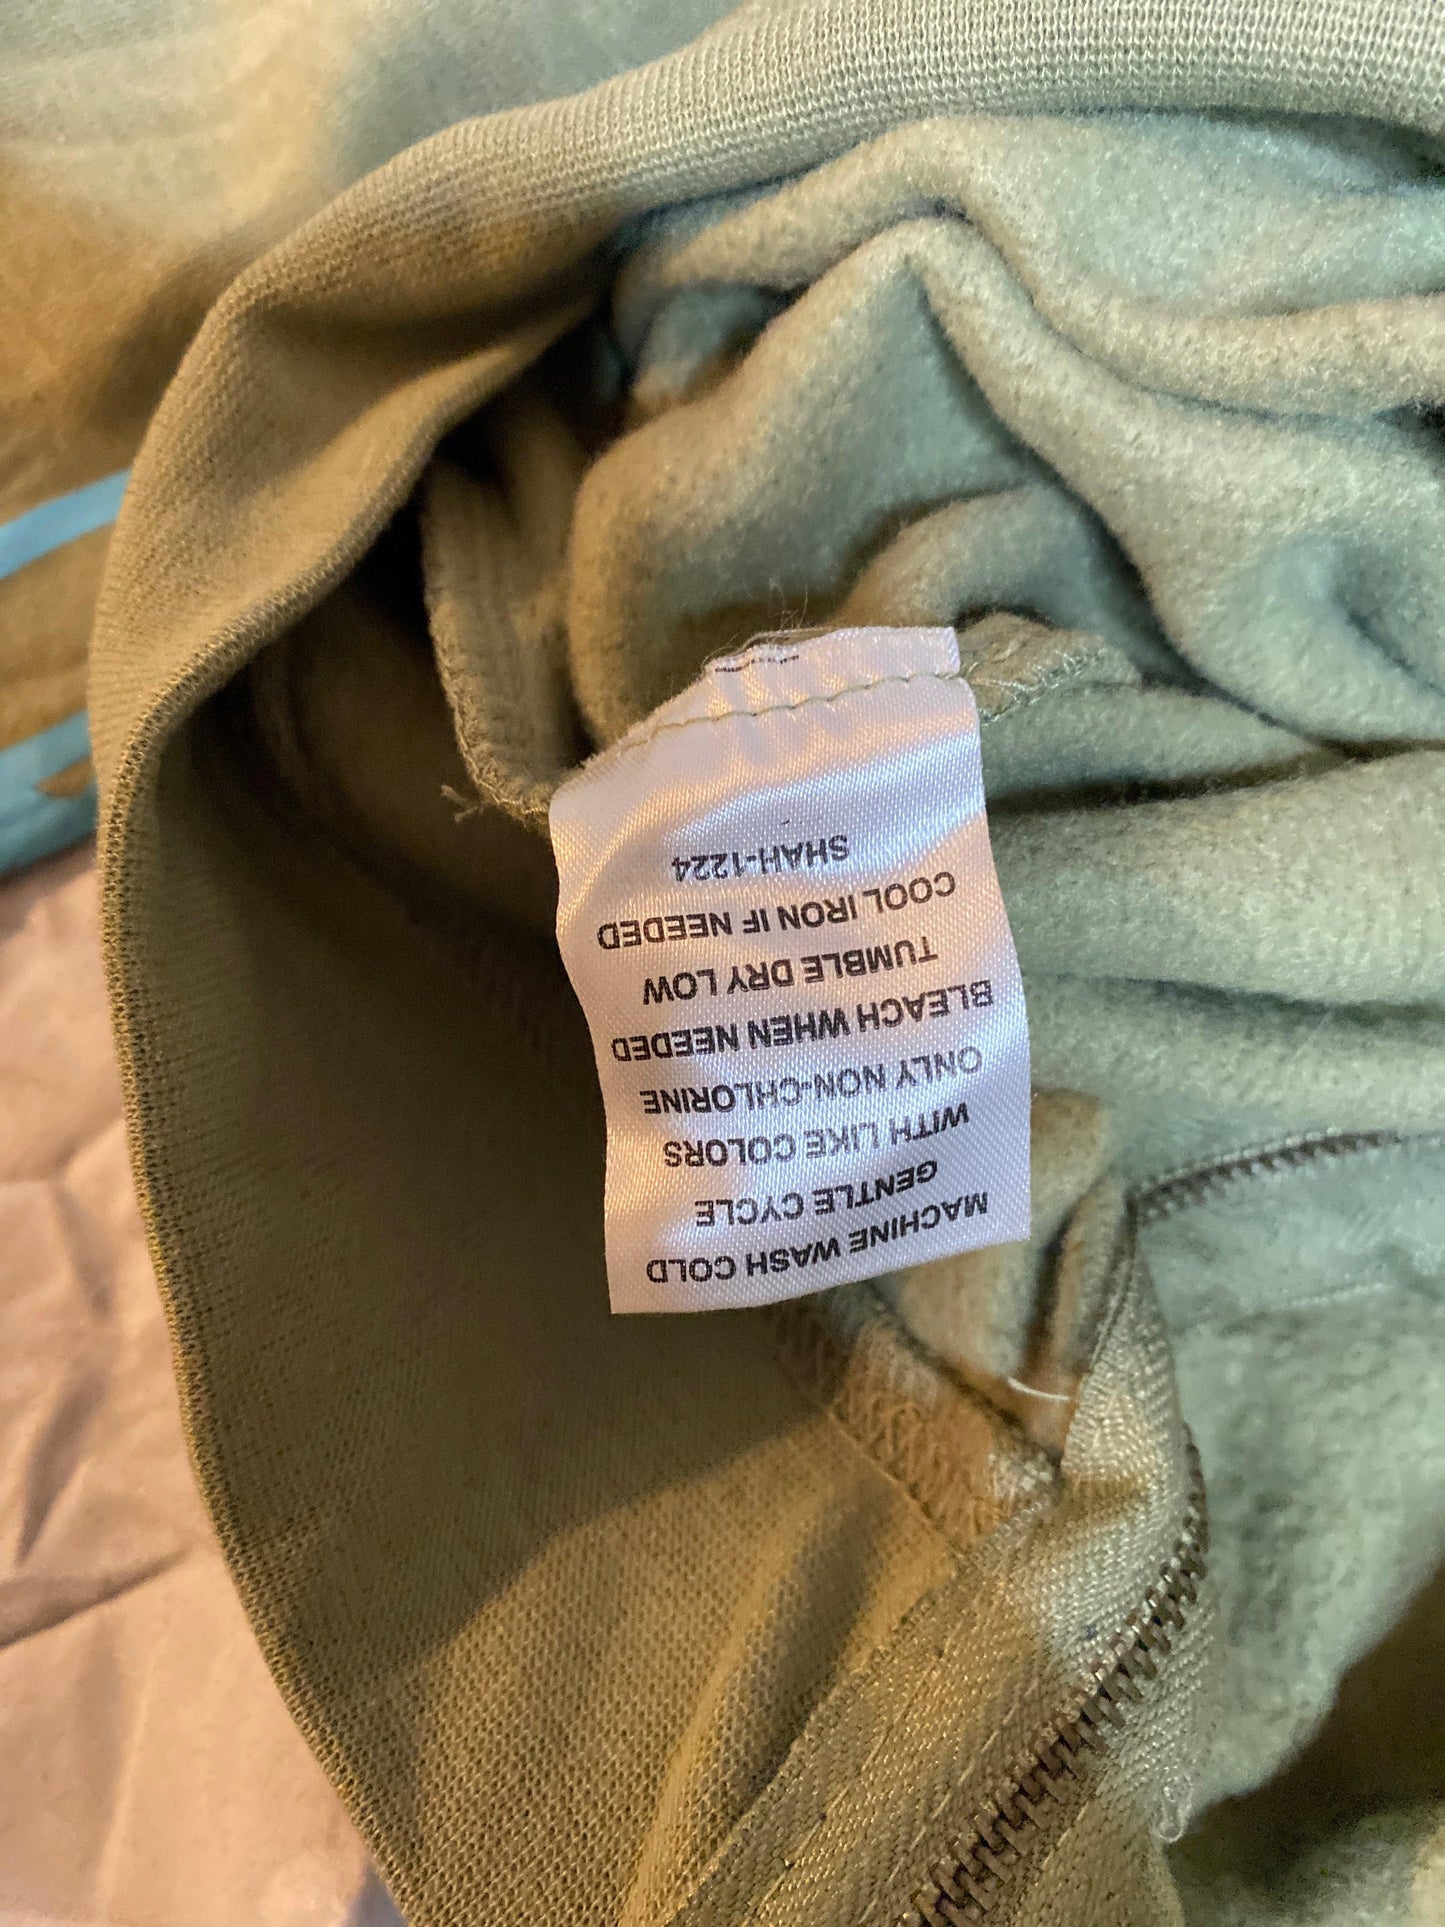 MACHINE WASH COLD
GENTLE CYCLE
WITH LIKE COLORS
ONLY NON-CHLORINE
BLEACH WHEN NEEDED
TUMBLE DRY LOW
COOL IRON IF NEEDED
SHAH-1224